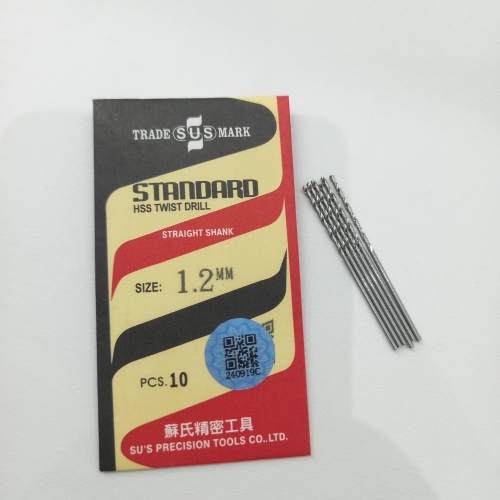 TRADE SUS MARK
STANDARD
HSS TWIST DRILL
STRAIGHT SHANK
SIZE: 1.2MM
240919C
PCS.10
蘇氏精密工具
SU'S PRECISION TOOLS CO.,LTD.